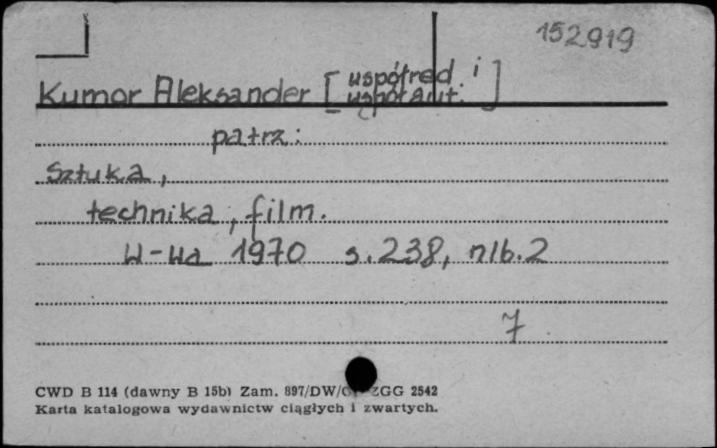 152919
Kumor Aleksander [współred. i
współaut.]
patrz:
Sztuka,
technika, film.
W-wa 1970 s. 238, nlb. 2
7
CWD B 114 (dawny B 15b) Zam. 897/DW/ ZGG 2542
Karta katalogowa wydawnictw ciągłych i zwartych.